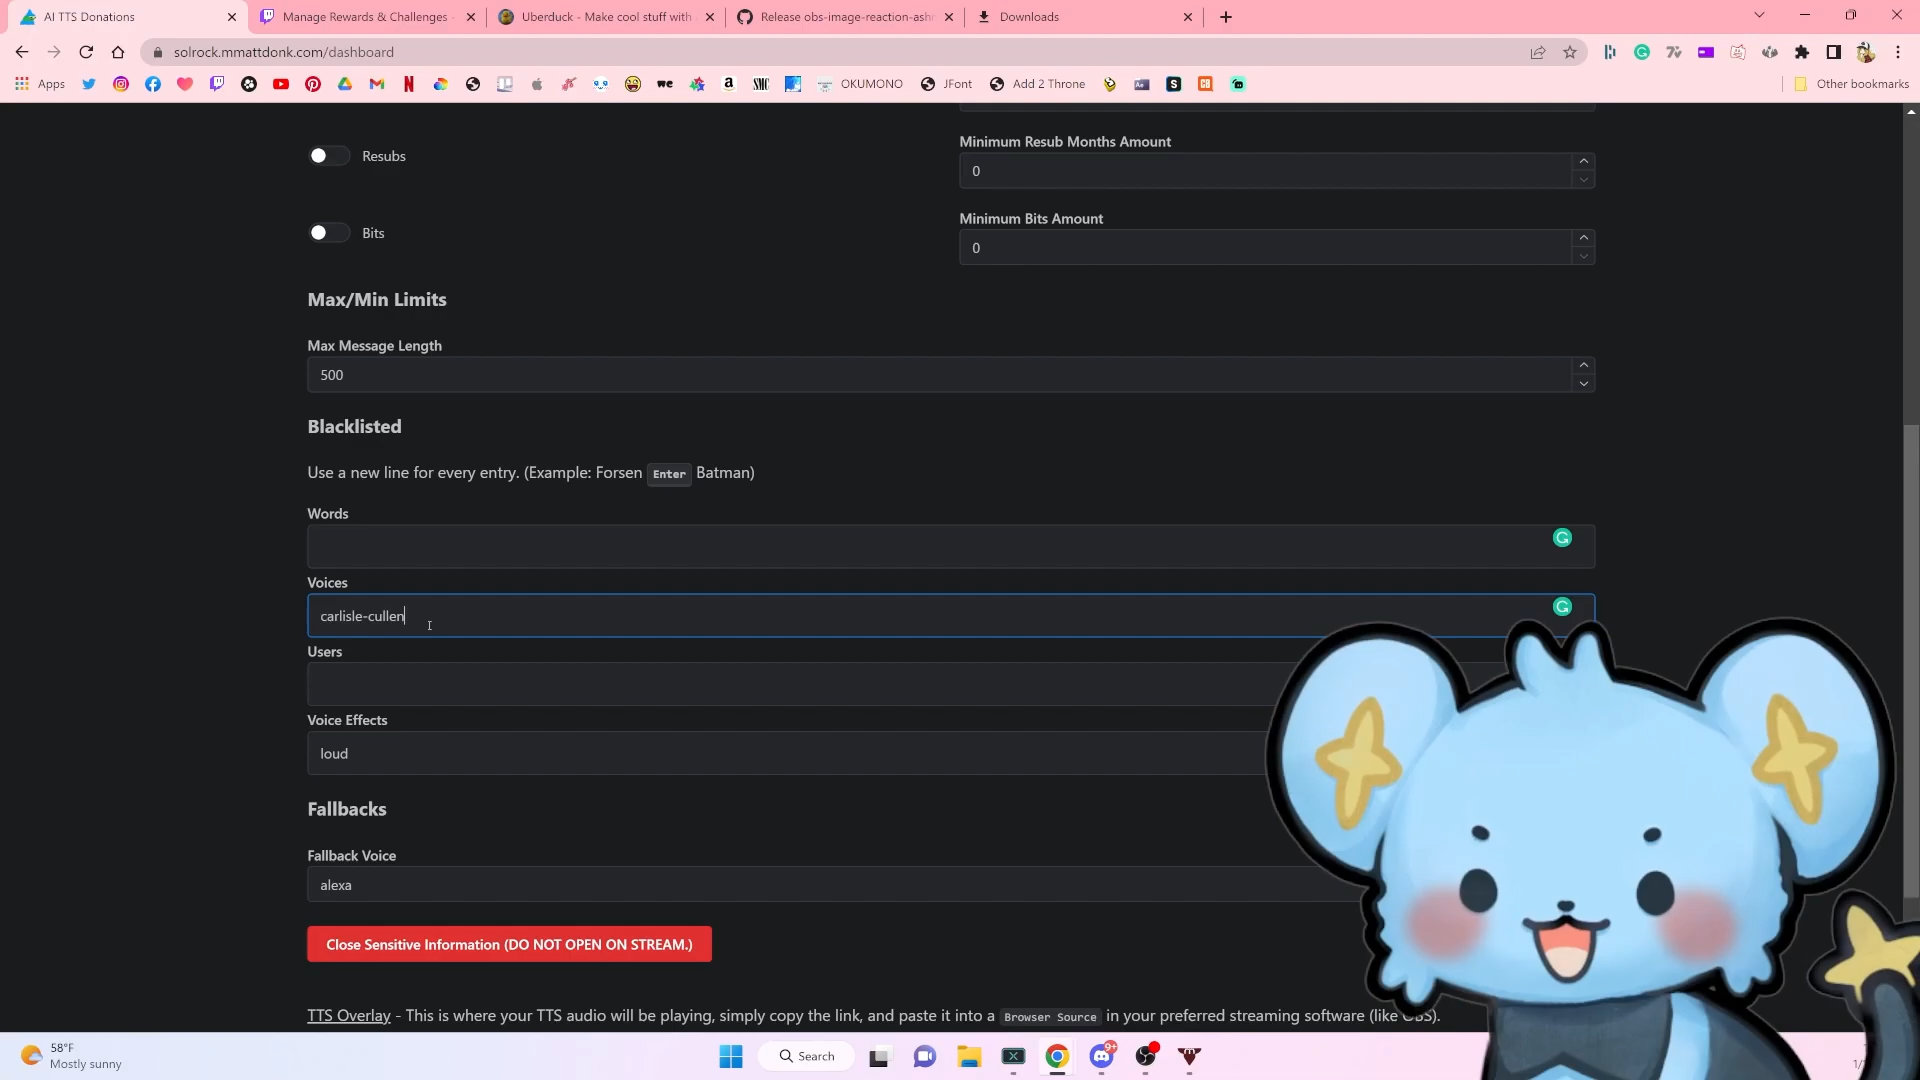 AI TTS Donations
Manage Rewards & Challenges -
Uberduck - Make cool stuff with
Release obs-image-reaction-ashn
Downloads
solrock.mmattdonk.com/dashboard
Apps
OKUMONO
JFont
Add 2 Throne
Other bookmarks
Resubs
Minimum Resub Months Amount
0
Bits
Minimum Bits Amount
0
Max/Min Limits
Max Message Length
500
Blacklisted
Use a new line for every entry. (Example: Forsen Enter Batman)
Words
Voices
carlisle-cullen
Users
Voice Effects
loud
Fallbacks
Fallback Voice
alexa
Close Sensitive Information (DO NOT OPEN ON STREAM.)
TTS Overlay - This is where your TTS audio will be playing, simply copy the link, and paste it into a Browser Source in your preferred streaming software (like OBS).
58°F
Mostly sunny
Search
9+